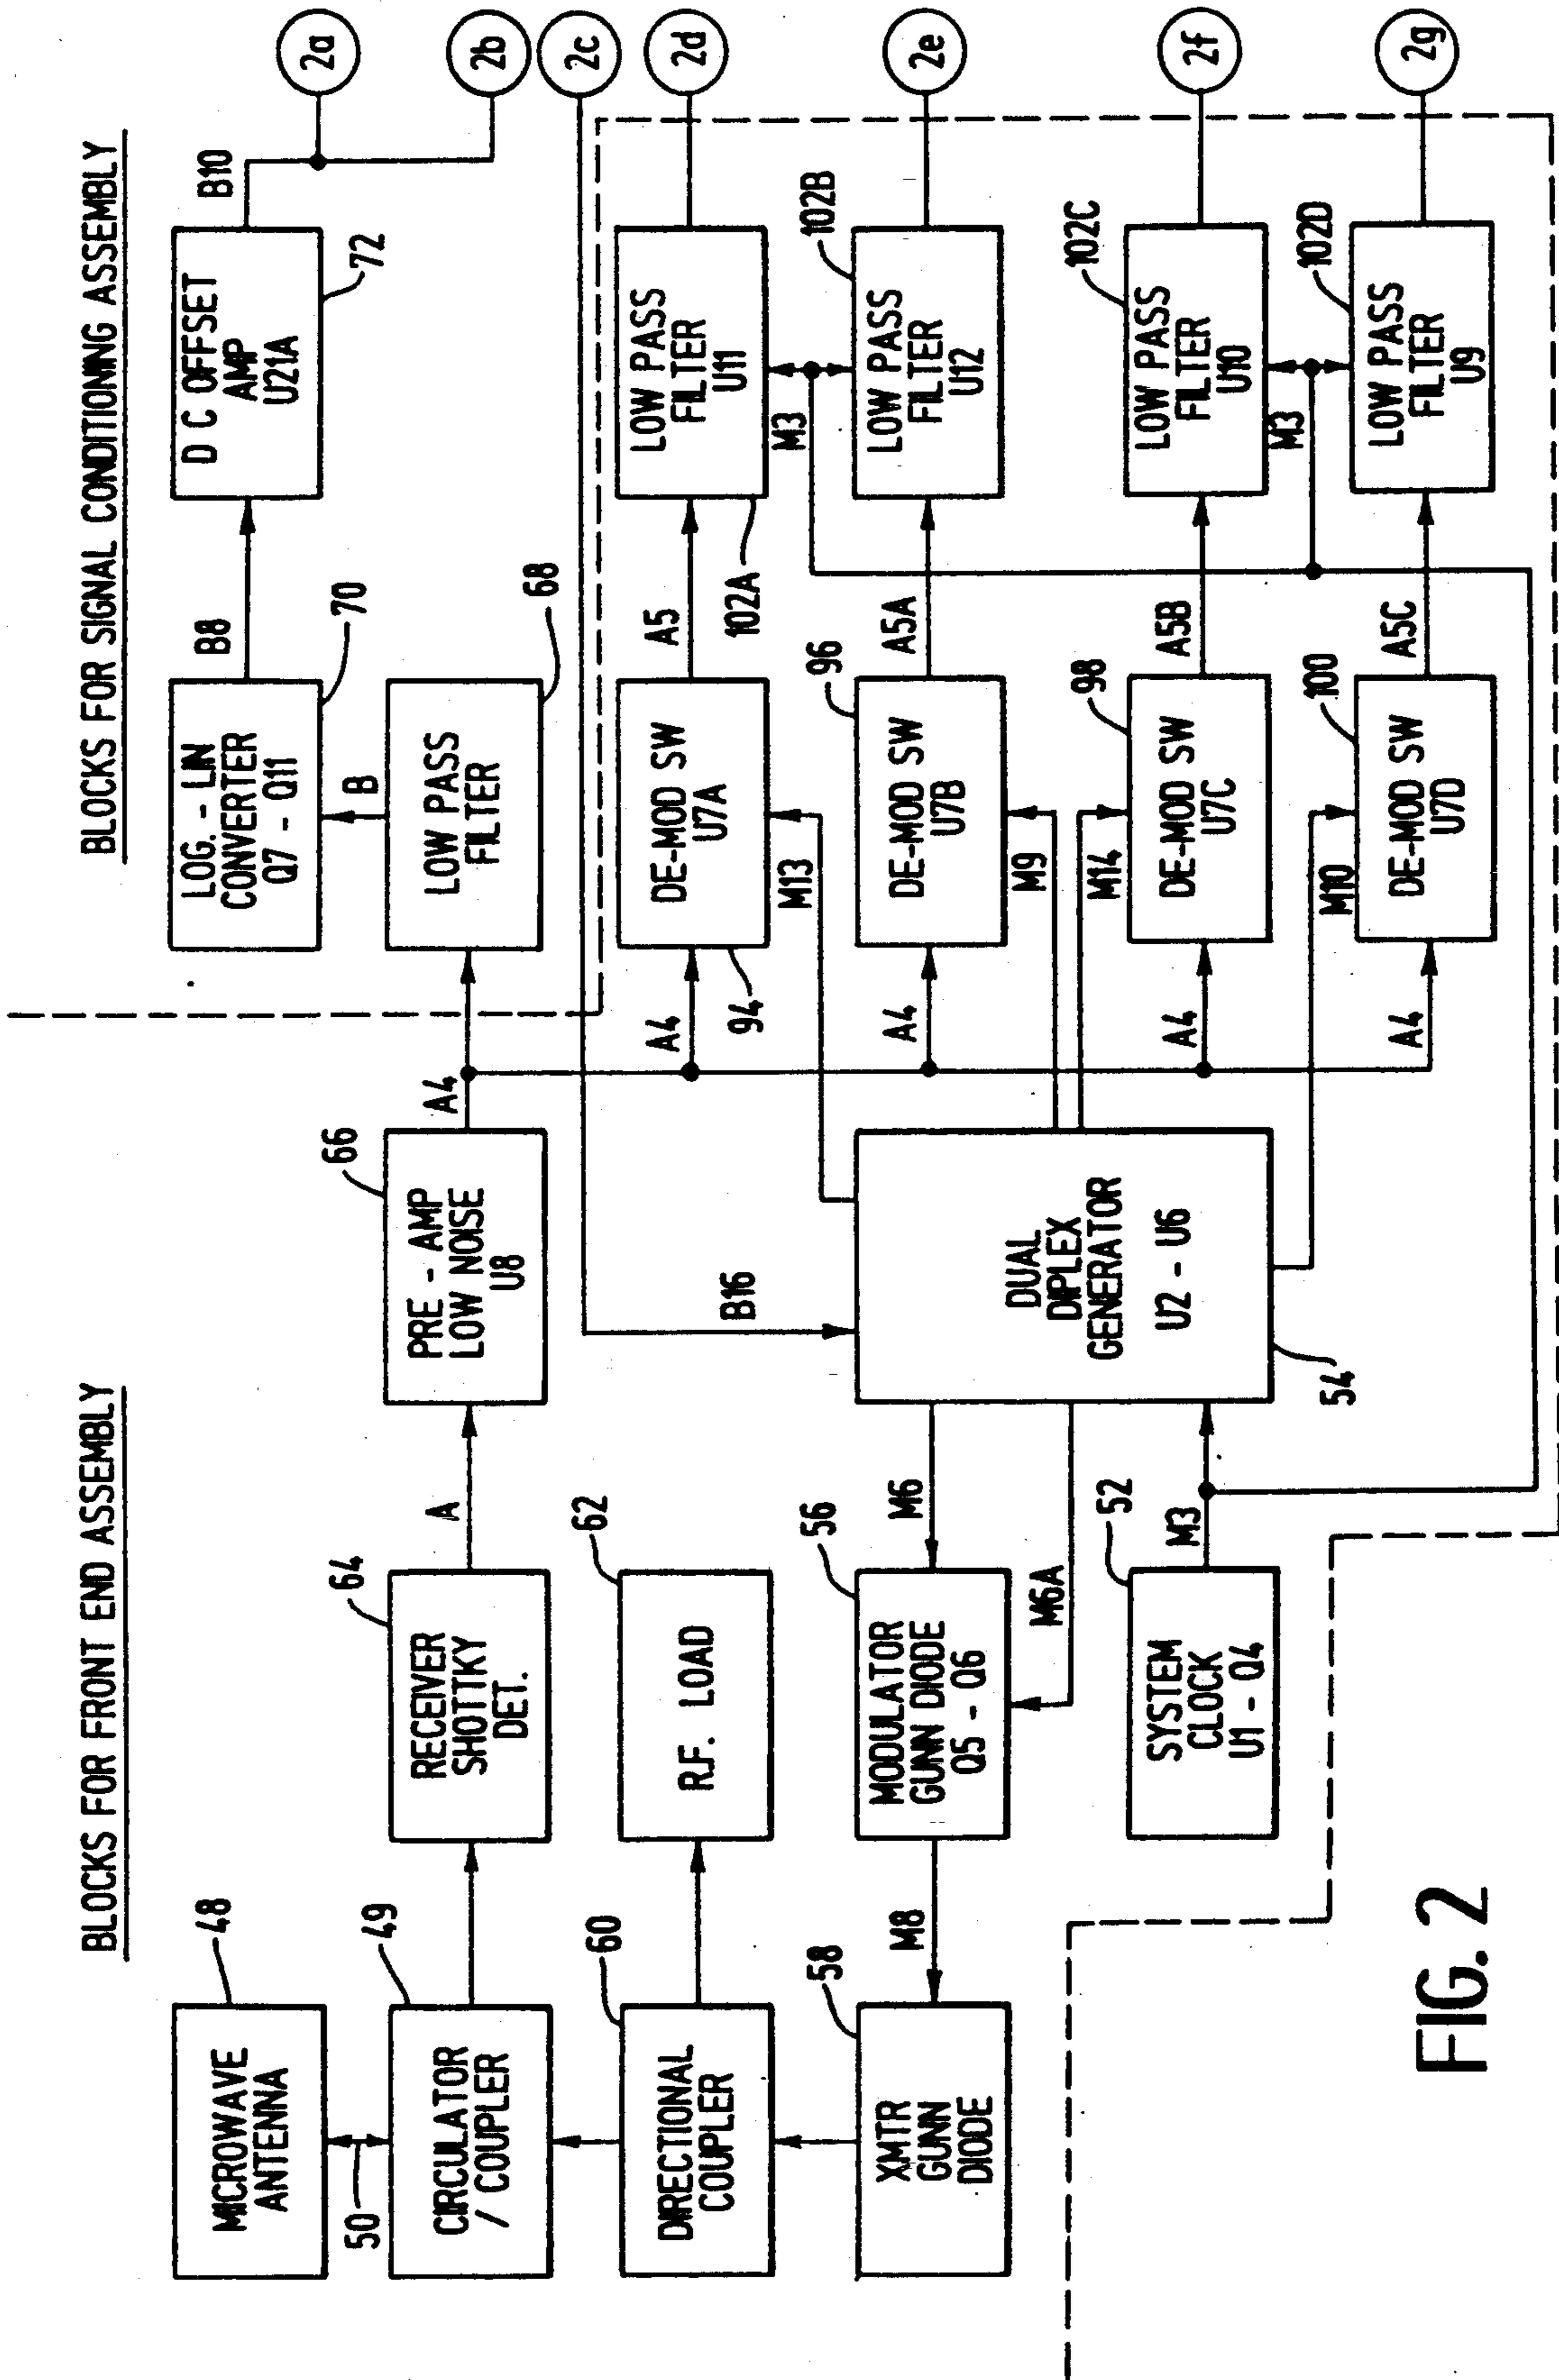 BLOCKS FOR FRONT END ASSEMBLY
BLOCKS FOR SIGNAL CONDITIONING ASSEMBLY
MICROWAVE
ANTENNA
48
50
CIRCULATOR
/ COUPLER
49
RECEIVER
SHOTTKY
DET.
64
A
PRE - AMP
LOW NOISE
U8
66
A4
LOW PASS
FILTER
68
B
LOG. - LIN
CONVERTER
Q7 - Q11
70
B8
D C OFFSET
AMP
U21A
72
B10
2a
2b
2c
B16
DIRECTIONAL
COUPLER
60
R.F. LOAD
62
XMTR
GUNN
DIODE
58
M8
MODULATOR
GUNN DIODE
Q5 - Q6
56
M6
M6A
SYSTEM
CLOCK
U1 - Q4
52
M3
DUAL
DIPLEX
GENERATOR
U2 - U6
54
A4
94
DE-MOD SW
U7A
M13
A5
LOW PASS
FILTER
U11
102A
M3
2d
A4
DE-MOD SW
U7B
96
M9
A5A
LOW PASS
FILTER
U12
102B
2e
A4
DE-MOD SW
U7C
98
M14
A5B
LOW PASS
FILTER
U10
102C
M3
2f
A4
DE-MOD SW
U7D
100
M10
A5C
LOW PASS
FILTER
U9
102D
2g
FIG. 2